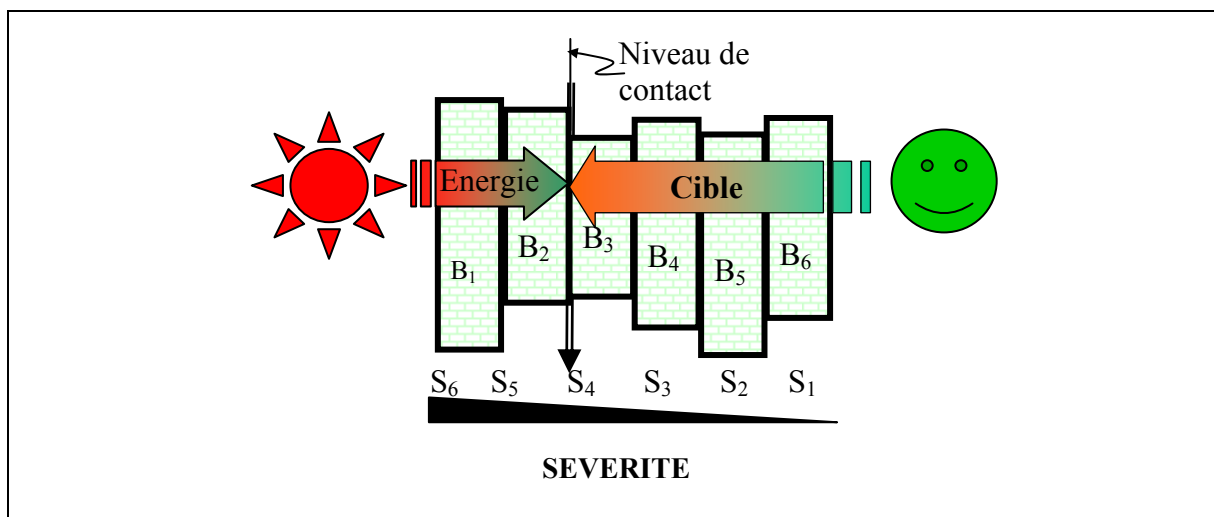 Niveau de
contact
Energie
Cible
B₁
B₂
B₃
B₄
B₅
B₆
S₆ S₅ S₄ S₃ S₂ S₁
SEVERITE